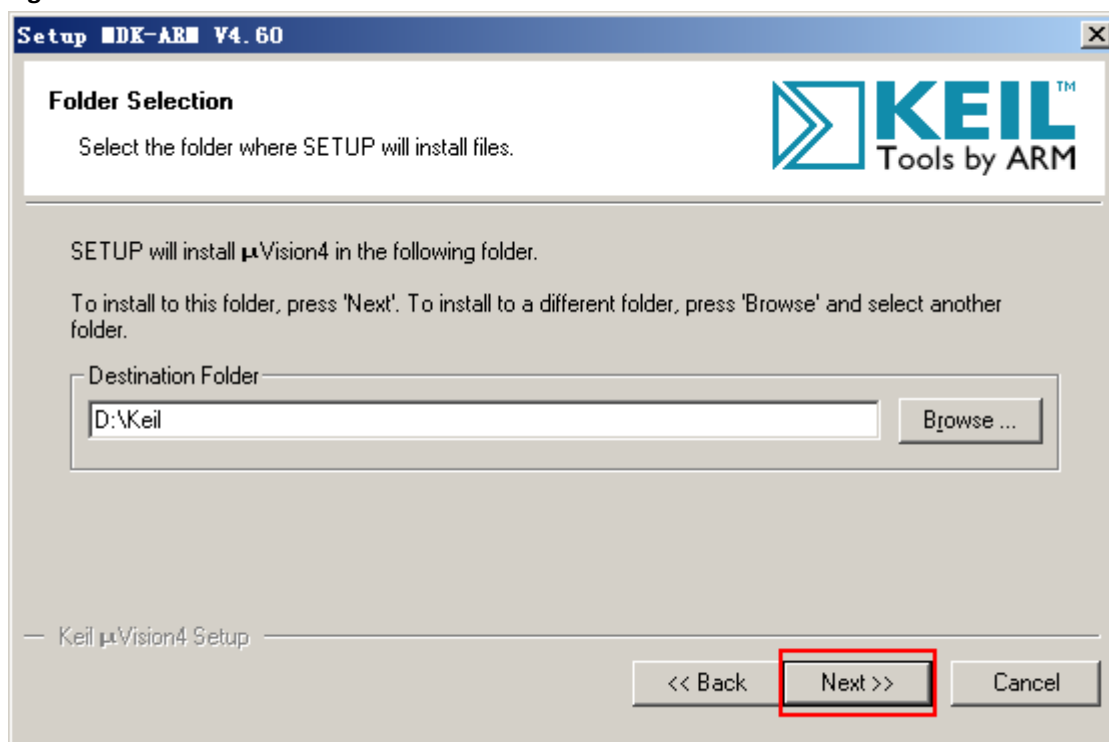 Setup MDK-ARM V4.60
Folder Selection
Select the folder where SETUP will install files.
KEIL™
Tools by ARM
SETUP will install µVision4 in the following folder.
To install to this folder, press 'Next'. To install to a different folder, press 'Browse' and select another
folder.
Destination Folder
D:\Keil
Browse ...
Keil µVision4 Setup
<< Back
Next >>
Cancel